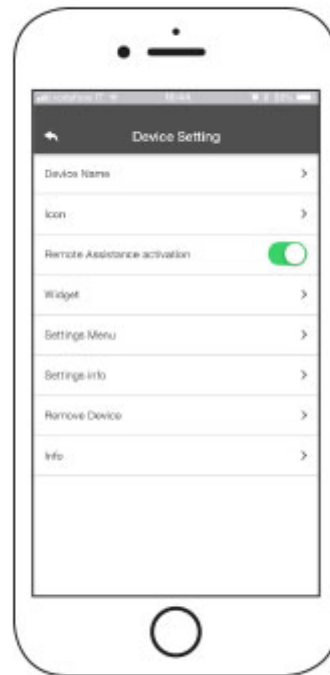 Device Setting
Device Name
Icon
Remote Assistance activation
Widget
Settings Menu
Settings info
Remove Device
Info